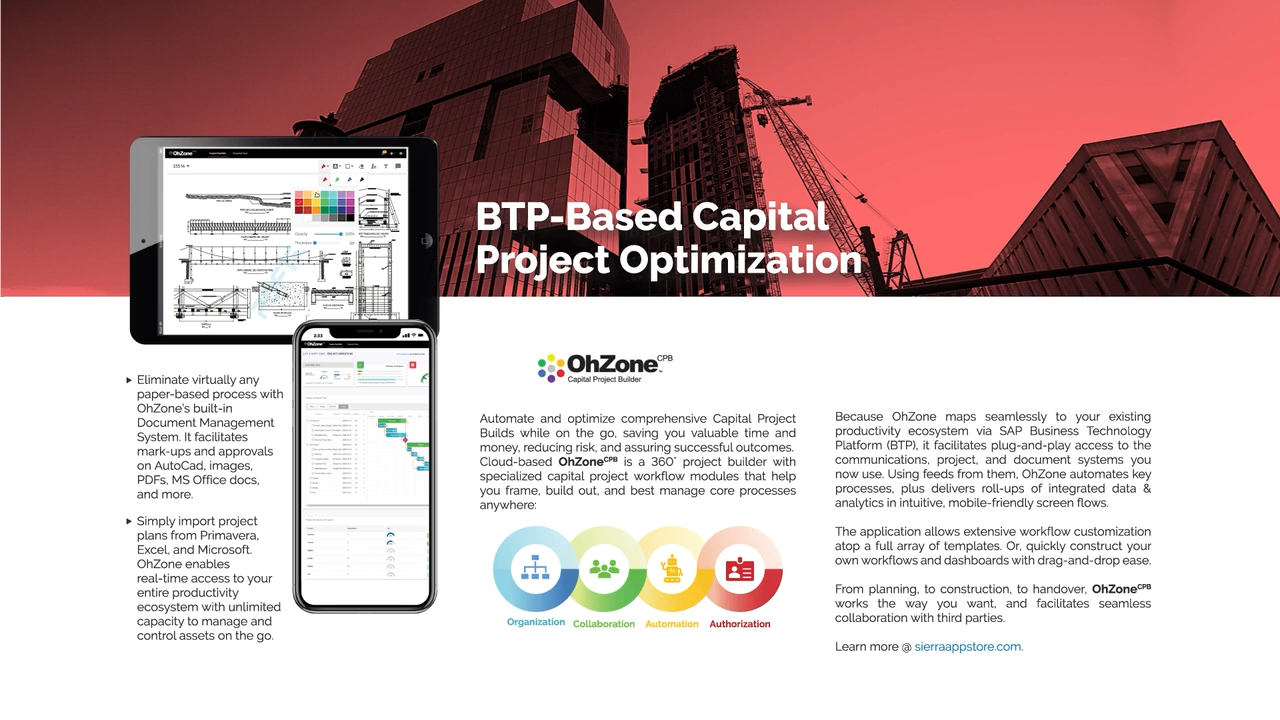 BTP-Based Capital
Project Optimization
OhZone
155%
Opacity
Thickness
2:33
OhZone
Eliminate virtually any
paper-based process with
OhZone's built-in
Document Management
System. It facilitates
mark-ups and approvals
on AutoCad, images,
PDFs, MS Office docs,
and more.
Simply import project
plans from Primavera,
Excel, and Microsoft.
OhZone enables
real-time access to your
entire productivity
ecosystem with unlimited
capacity to manage and
control assets on the go.
OhZone CPB ™
Capital Project Builder
Automate and optimize comprehensive Capital Project
Builds while on the go, saving you valuable time and
money, reducing risk, and assuring successful outcomes.
Cloud-based OhZoneCPB is a 360° project builder with
specialized capital project workflow modules that help
you frame, build out, and best manage core processes
anywhere:
Organization Collaboration Automation Authorization
Because OhZone maps seamlessly to your existing
productivity ecosystem via SAP Business Technology
Platform (BTP), it facilitates plug-and-play access to the
communications, project, and document systems you
now use. Using feeds from them, OhZone automates key
processes, plus delivers roll-ups of integrated data &
analytics in intuitive, mobile-friendly screen flows.
The application allows extensive workflow customization
atop a full array of templates. Or, quickly construct your
own workflows and dashboards with drag-and-drop ease.
From planning, to construction, to handover, OhZoneCPB
works the way you want, and facilitates seamless
collaboration with third parties.
Learn more @ sierraappstore.com.